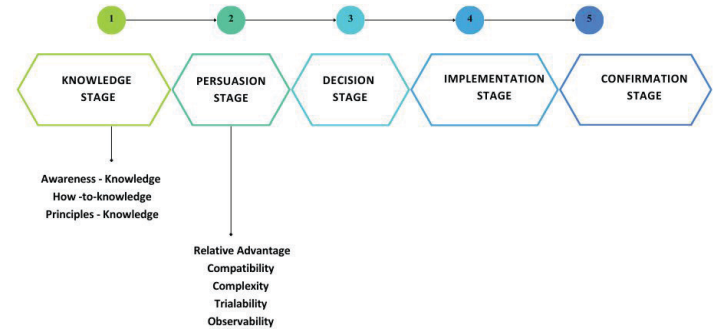 1
2
3
4
5
KNOWLEDGE
STAGE
PERSUASION
STAGE
DECISION
STAGE
IMPLEMENTATION
STAGE
CONFIRMATION
STAGE
Awareness - Knowledge
How -to-knowledge
Principles - Knowledge
Relative Advantage
Compatibility
Complexity
Trialability
Observability